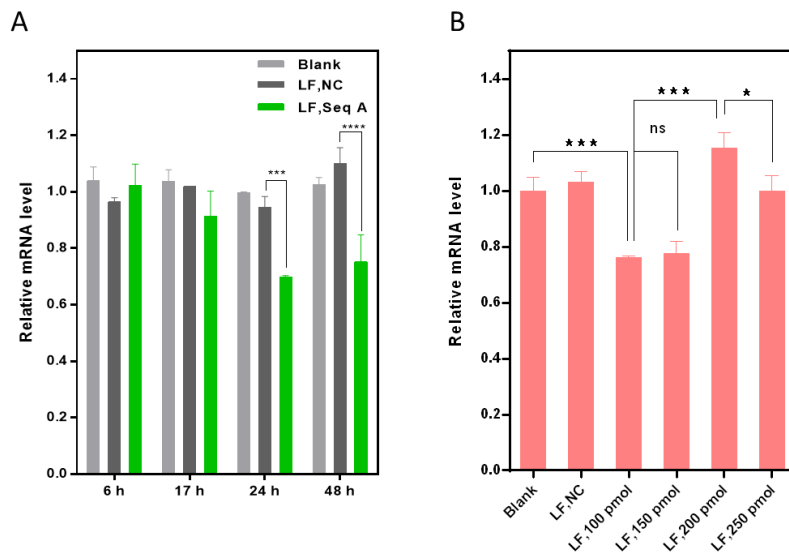 A
Relative mRNA level
1.4
1.2
1.0
0.8
0.6
0.4
0.2
0.0
Blank
LF,NC
LF,Seq A
***
****
6 h
17 h
24 h
48 h
B
Relative mRNA level
1.4
1.2
1.0
0.8
0.6
0.4
0.2
0.0
***
ns
***
*
Blank
LF,NC
LF,100 pmol
LF,150 pmol
LF,200 pmol
LF,250 pmol